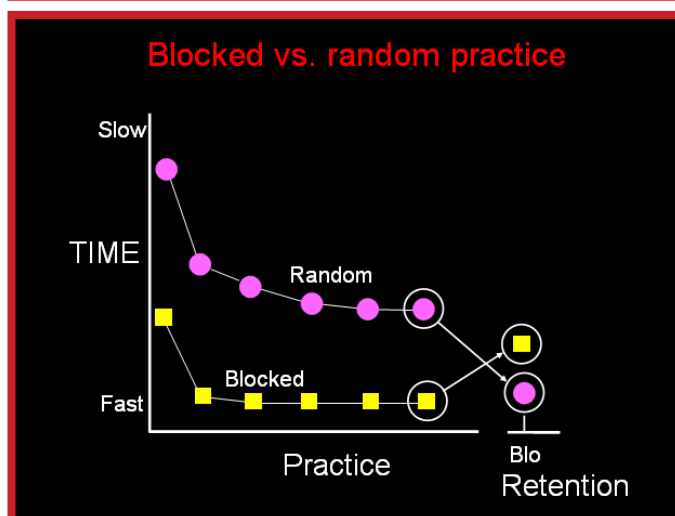 Blocked vs. random practice
Slow
TIME
Random
Blocked
Fast
Practice
Blo
Retention